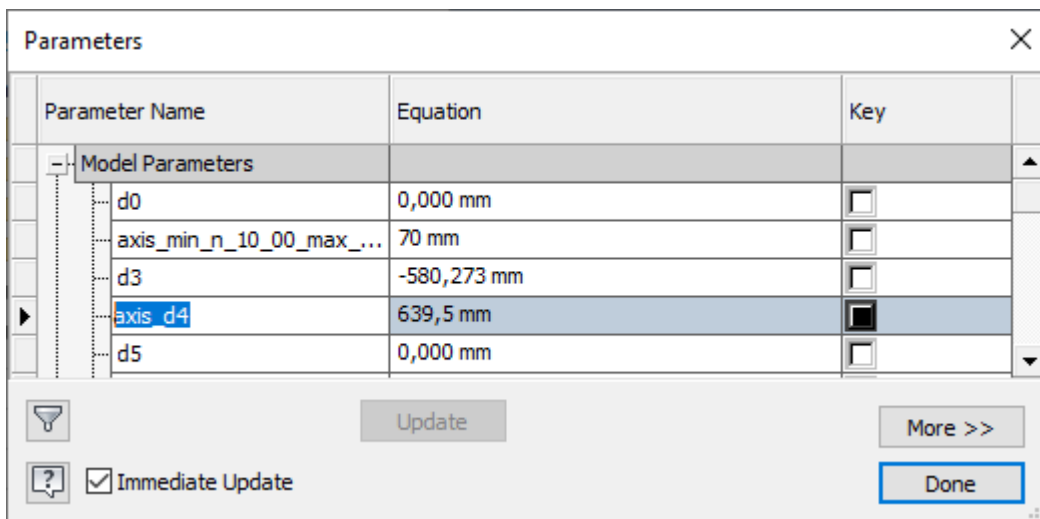 Parameters
Parameter Name Equation Key
Model Parameters
d0 0,000 mm
axis_min_n_10_00_max_... 70 mm
d3 -580,273 mm
axis_d4 639,5 mm
d5 0,000 mm
Update
More >>
Immediate Update
Done